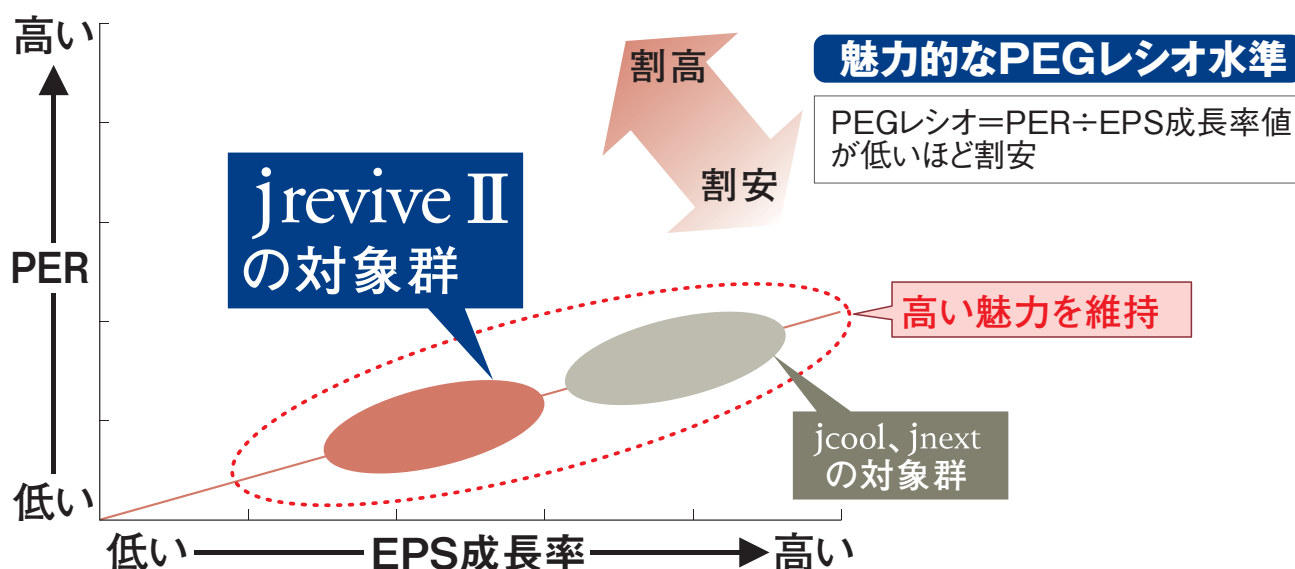 高い
PER
低い
低い
EPS成長率
高い
割高
割安
魅力的なPEGレシオ水準
PEGレシオ＝PER÷EPS成長率値
が低いほど割安
jrevive Ⅱ
の対象群
高い魅力を維持
jcool、jnext
の対象群